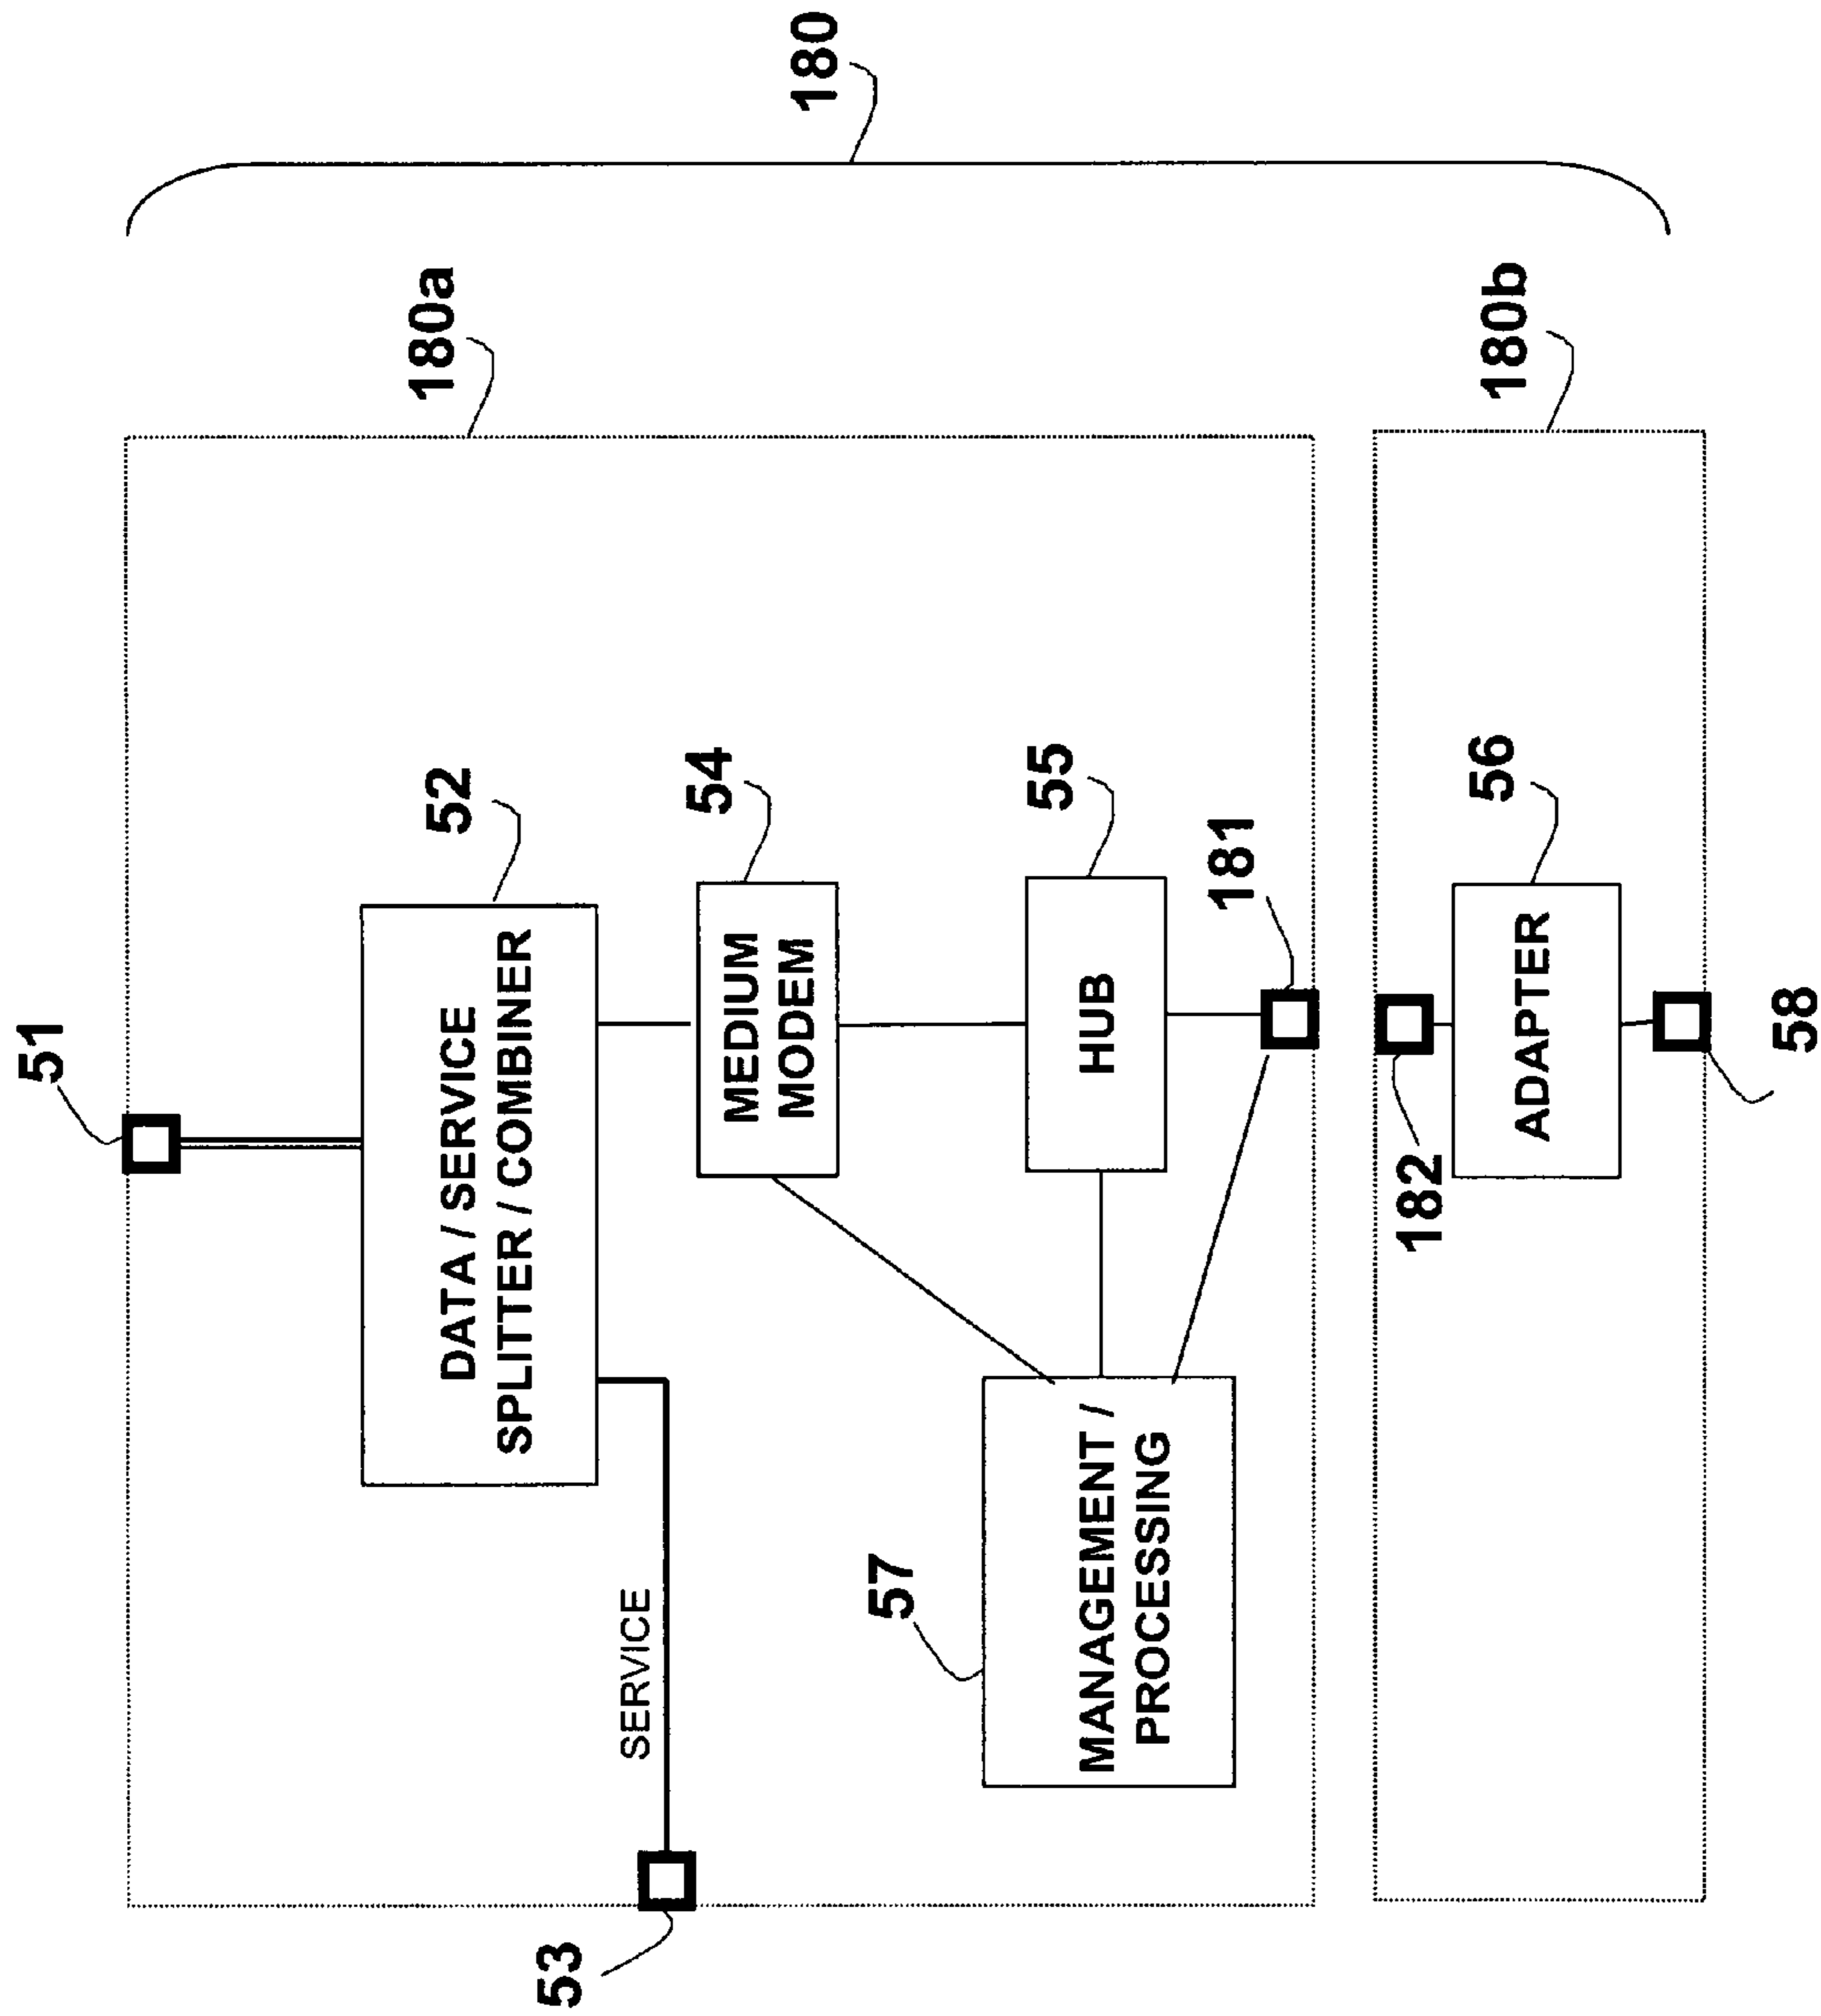 180
180a
180b
51
52
DATA / SERVICE
SPLITTER / COMBINER
54
MEDIUM
MODEM
55
HUB
181
56
ADAPTER
182
58
57
MANAGEMENT /
PROCESSING
SERVICE
53